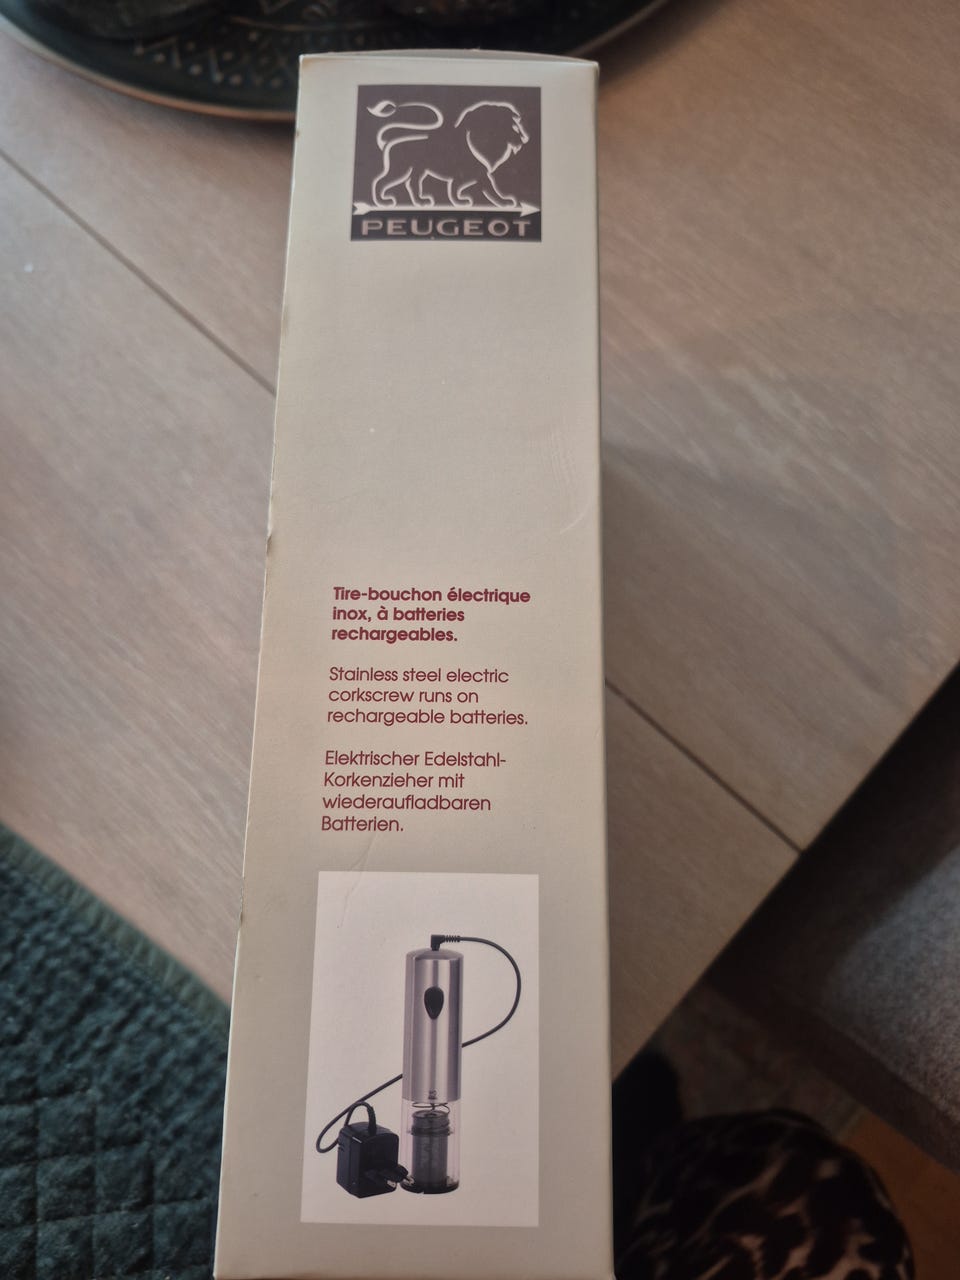 PEUGEOT
Tire-bouchon électrique
inox, à batteries
rechargeables.
Stainless steel electric
corkscrew runs on
rechargeable batteries.
Elektrischer Edelstahl-
Korkenzieher mit
wiederaufladbaren
Batterien.